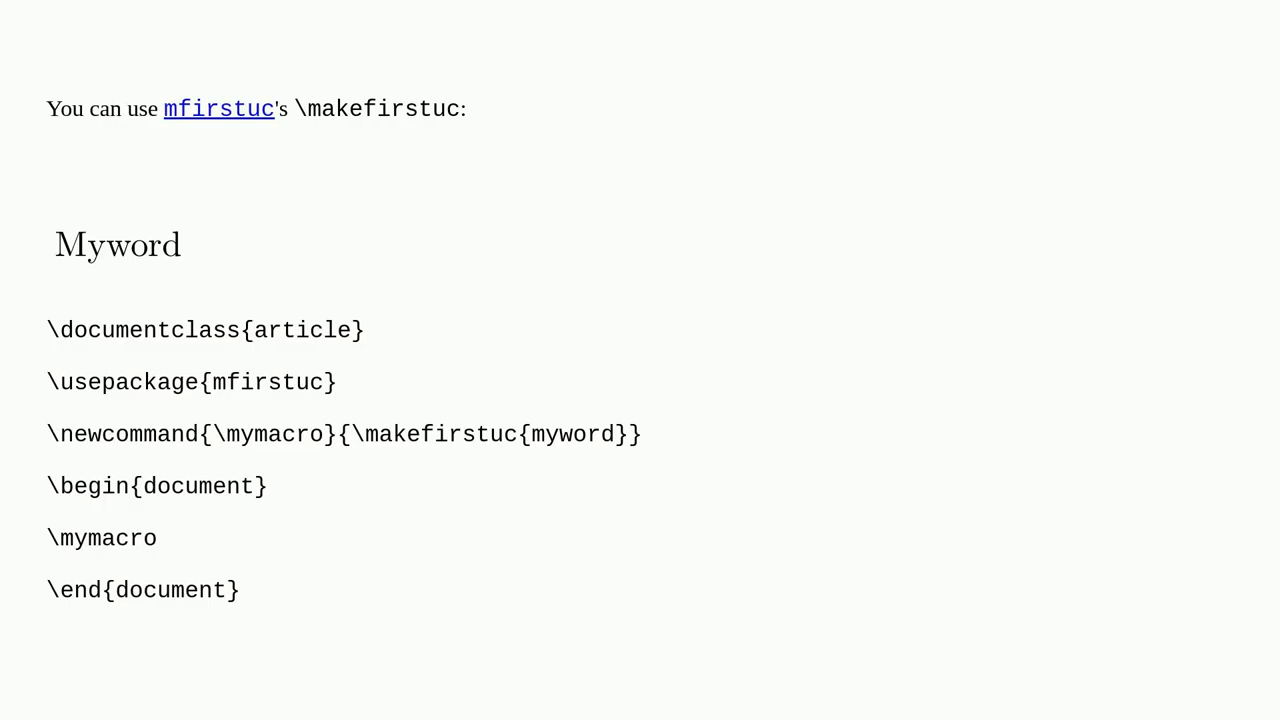 You can use mfirstuc's \makefirstuc:
Myword
\documentclass{article}
\usepackage{mfirstuc}
\newcommand{\mymacro}{\makefirstuc{myword}}
\begin{document}
\mymacro
\end{document}